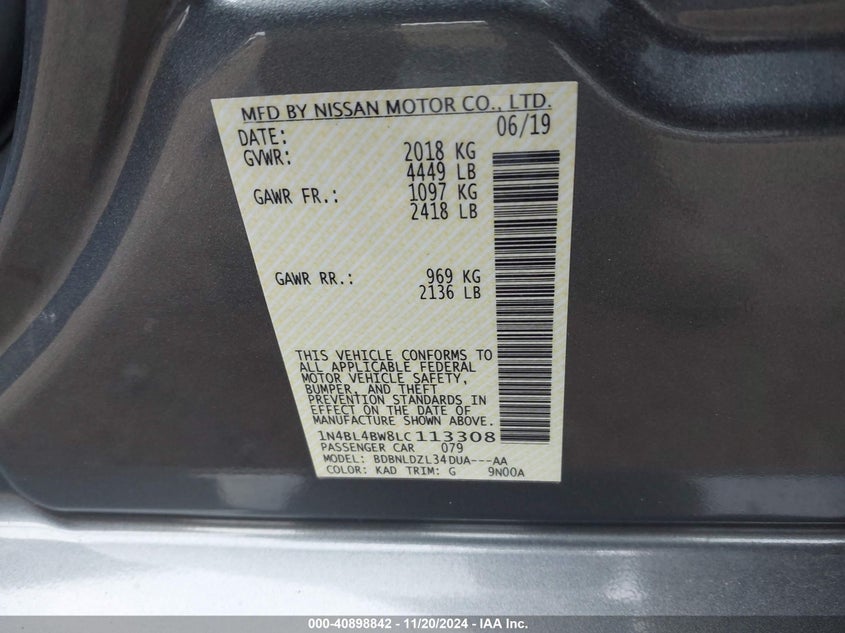 MFD BY NISSAN MOTOR CO., LTD.
DATE: 06/19
GVWR: 2018 KG
4449 LB
GAWR FR.: 1097 KG
2418 LB
GAWR RR.: 969 KG
2136 LB
THIS VEHICLE CONFORMS TO
ALL APPLICABLE FEDERAL
MOTOR VEHICLE SAFETY,
BUMPER, AND THEFT
PREVENTION STANDARDS IN
EFFECT ON THE DATE OF
MANUFACTURE SHOWN ABOVE.
1N4BL4BW8LC113308
PASSENGER CAR 079
MODEL: BDBNLDZL34DUA---AA
COLOR: KAD TRIM: G 9N00A
000-40898842 - 11/20/2024 - IAA Inc.